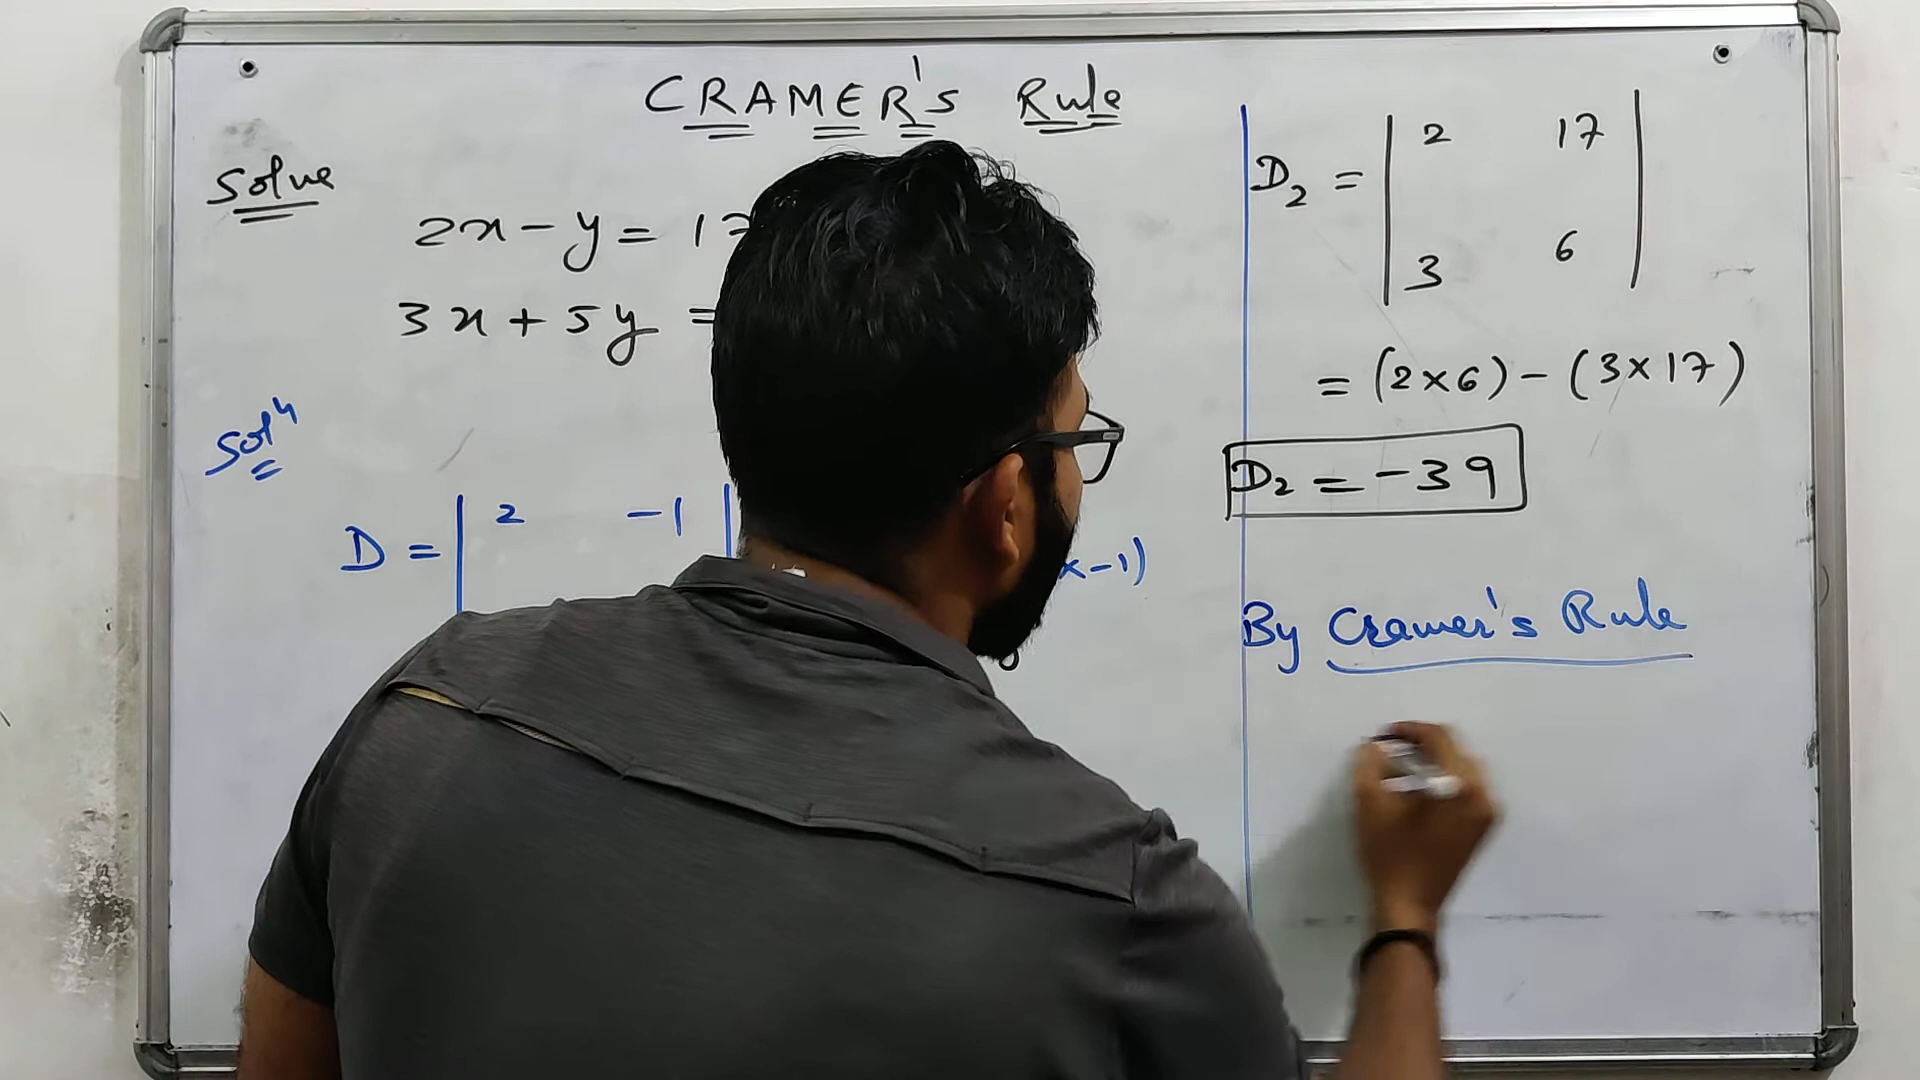 CRAMER's Rule
Solve
2x - y = 17
3x + 5y =
Solⁿ
D = | 2 -1 |
x-1)
D₂ = | 2 17 |
3 6
= (2×6) - (3×17)
D₂ = -39
By Cramer's Rule